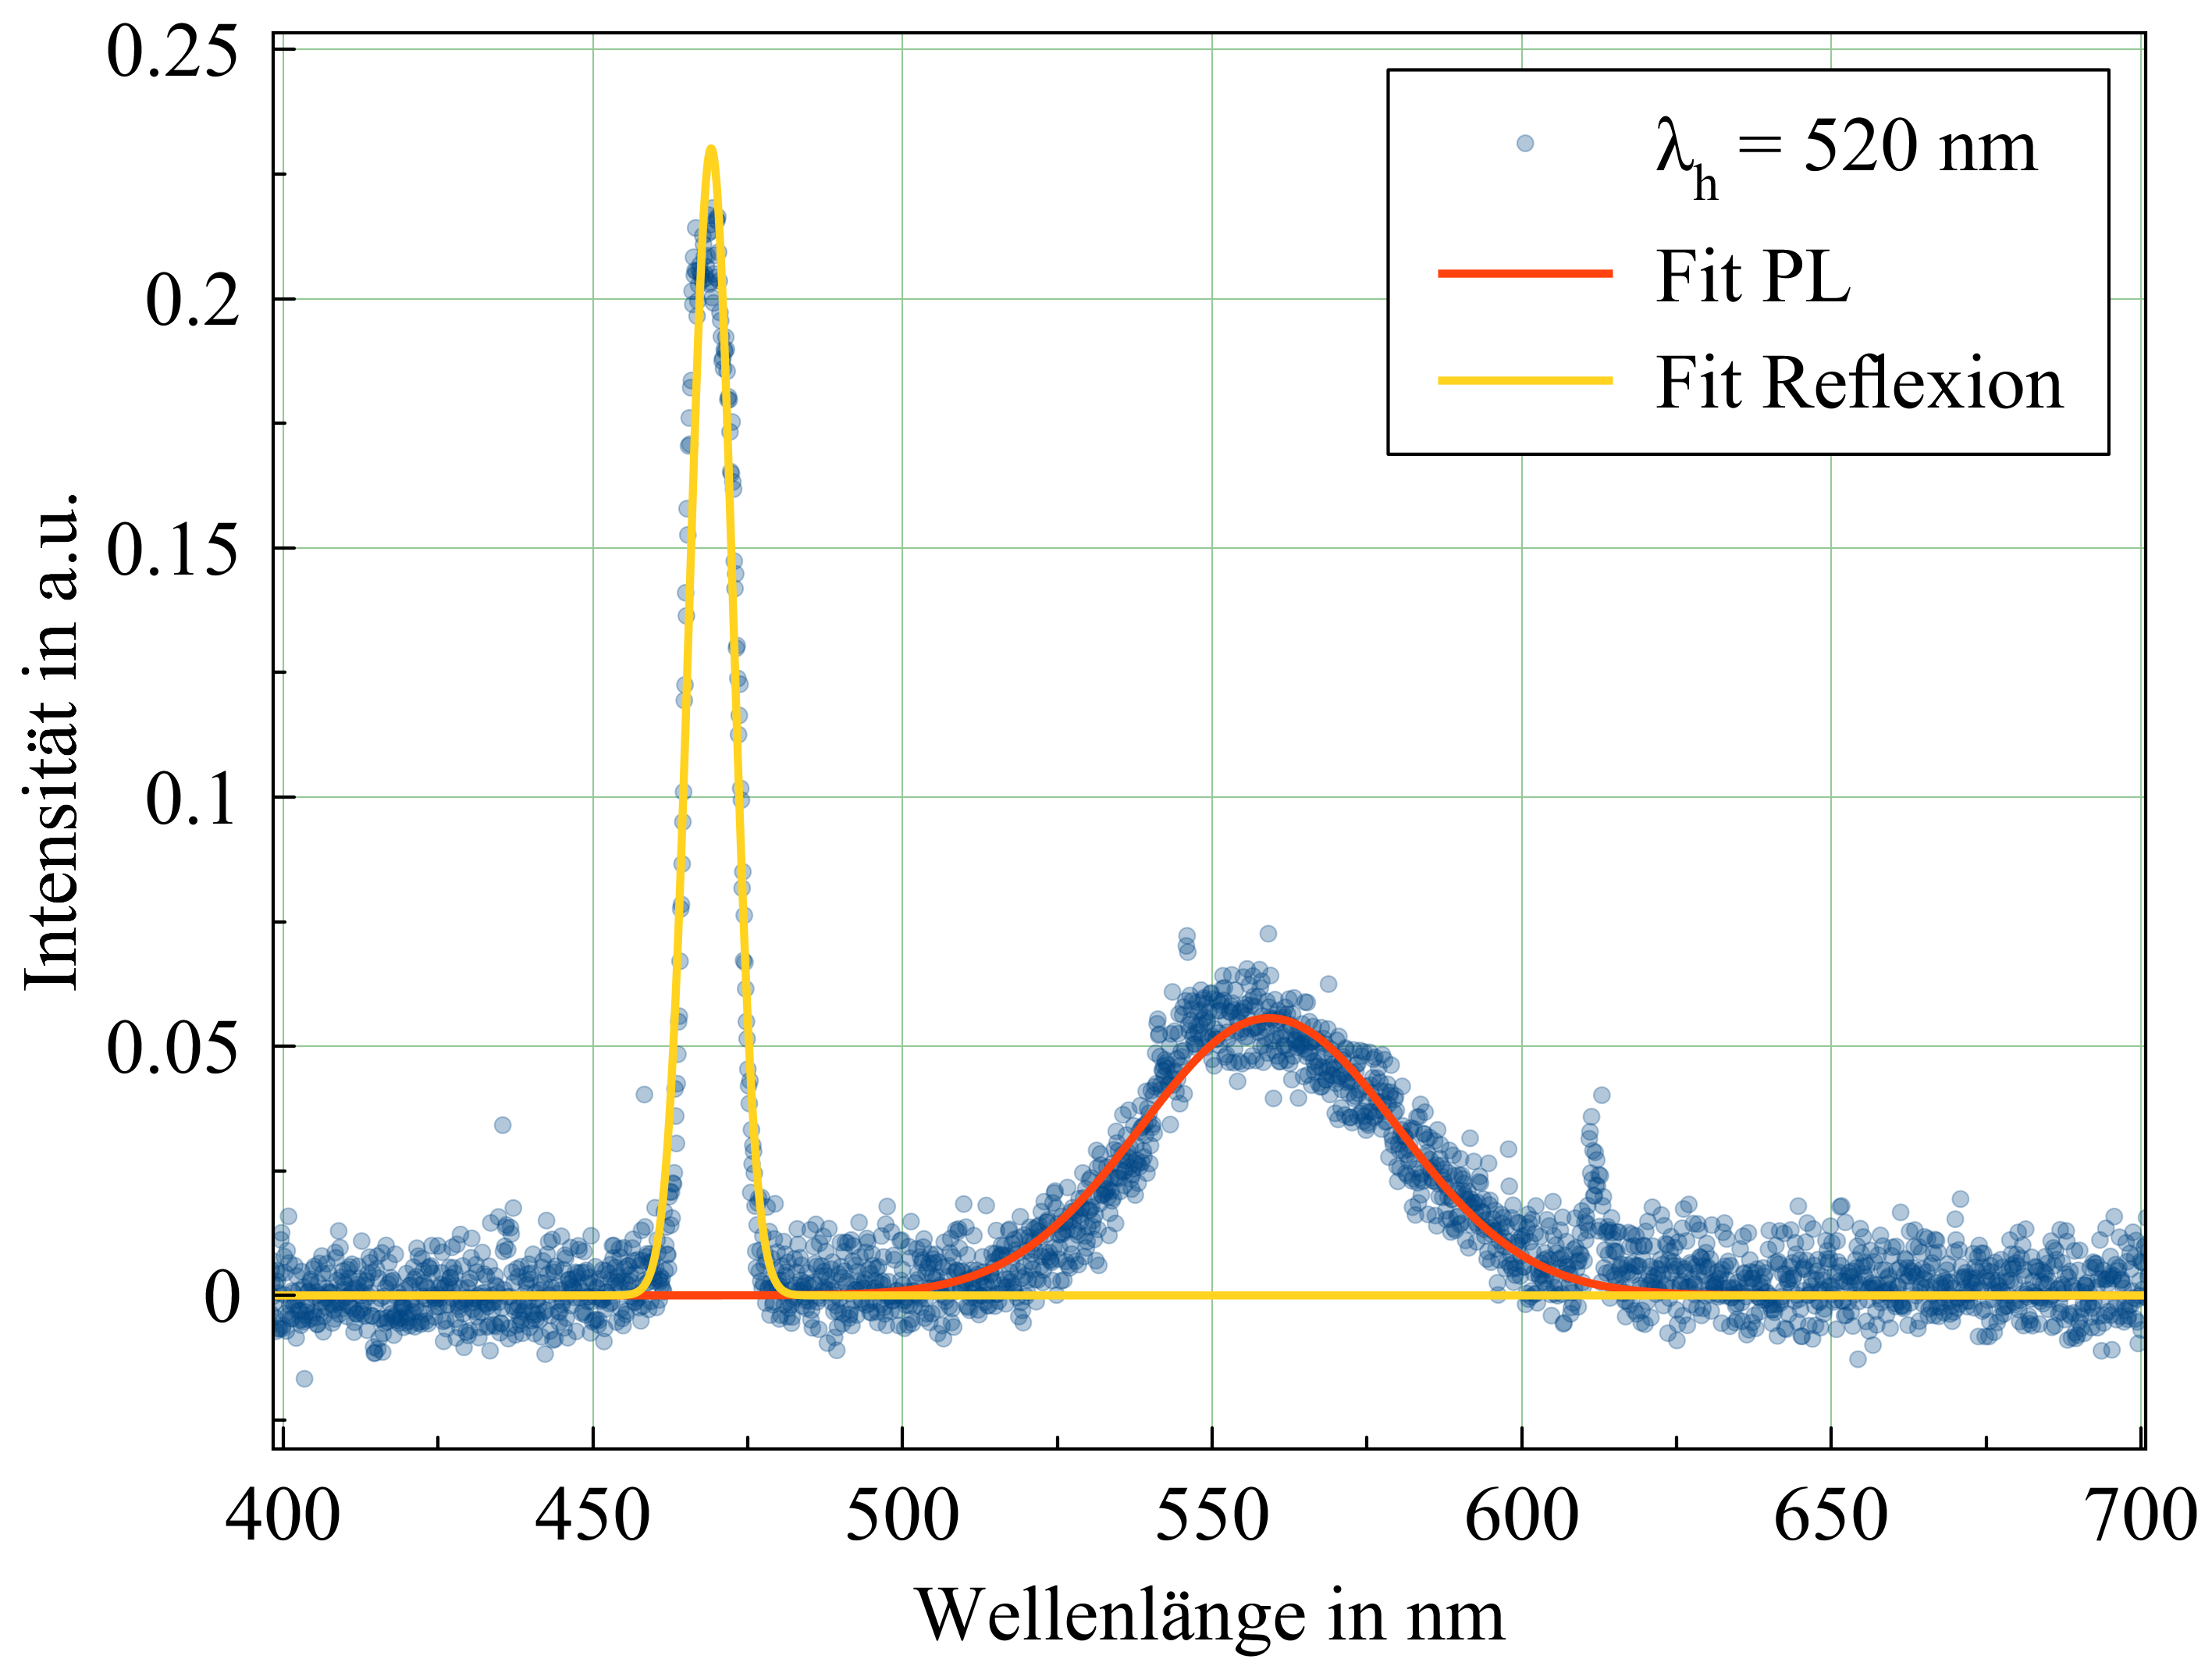 0.25
0.2
0.15
0.1
0.05
0
Intensität in a.u.
λh = 520 nm
Fit PL
Fit Reflexion
400 450 500 550 600 650 700
Wellenlänge in nm